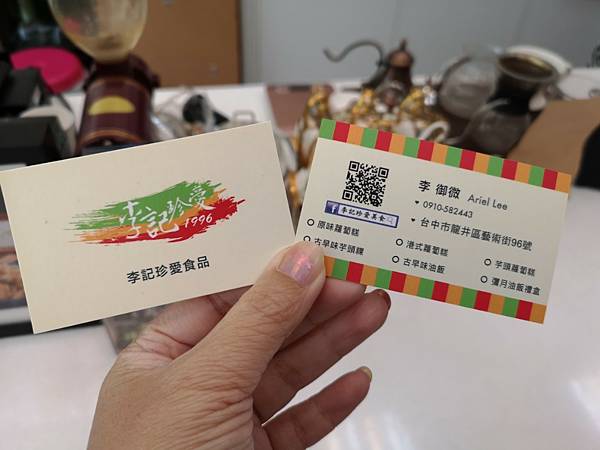 李記珍愛
1996
李記珍愛食品
李 御微 Ariel Lee
0910-582443
台中市龍井區藝術街96號
f 李記珍愛美食
原味蘿蔔糕
港式蘿蔔糕
芋頭蘿蔔糕
古早味芋頭粿
古早味油飯
彌月油飯禮盒